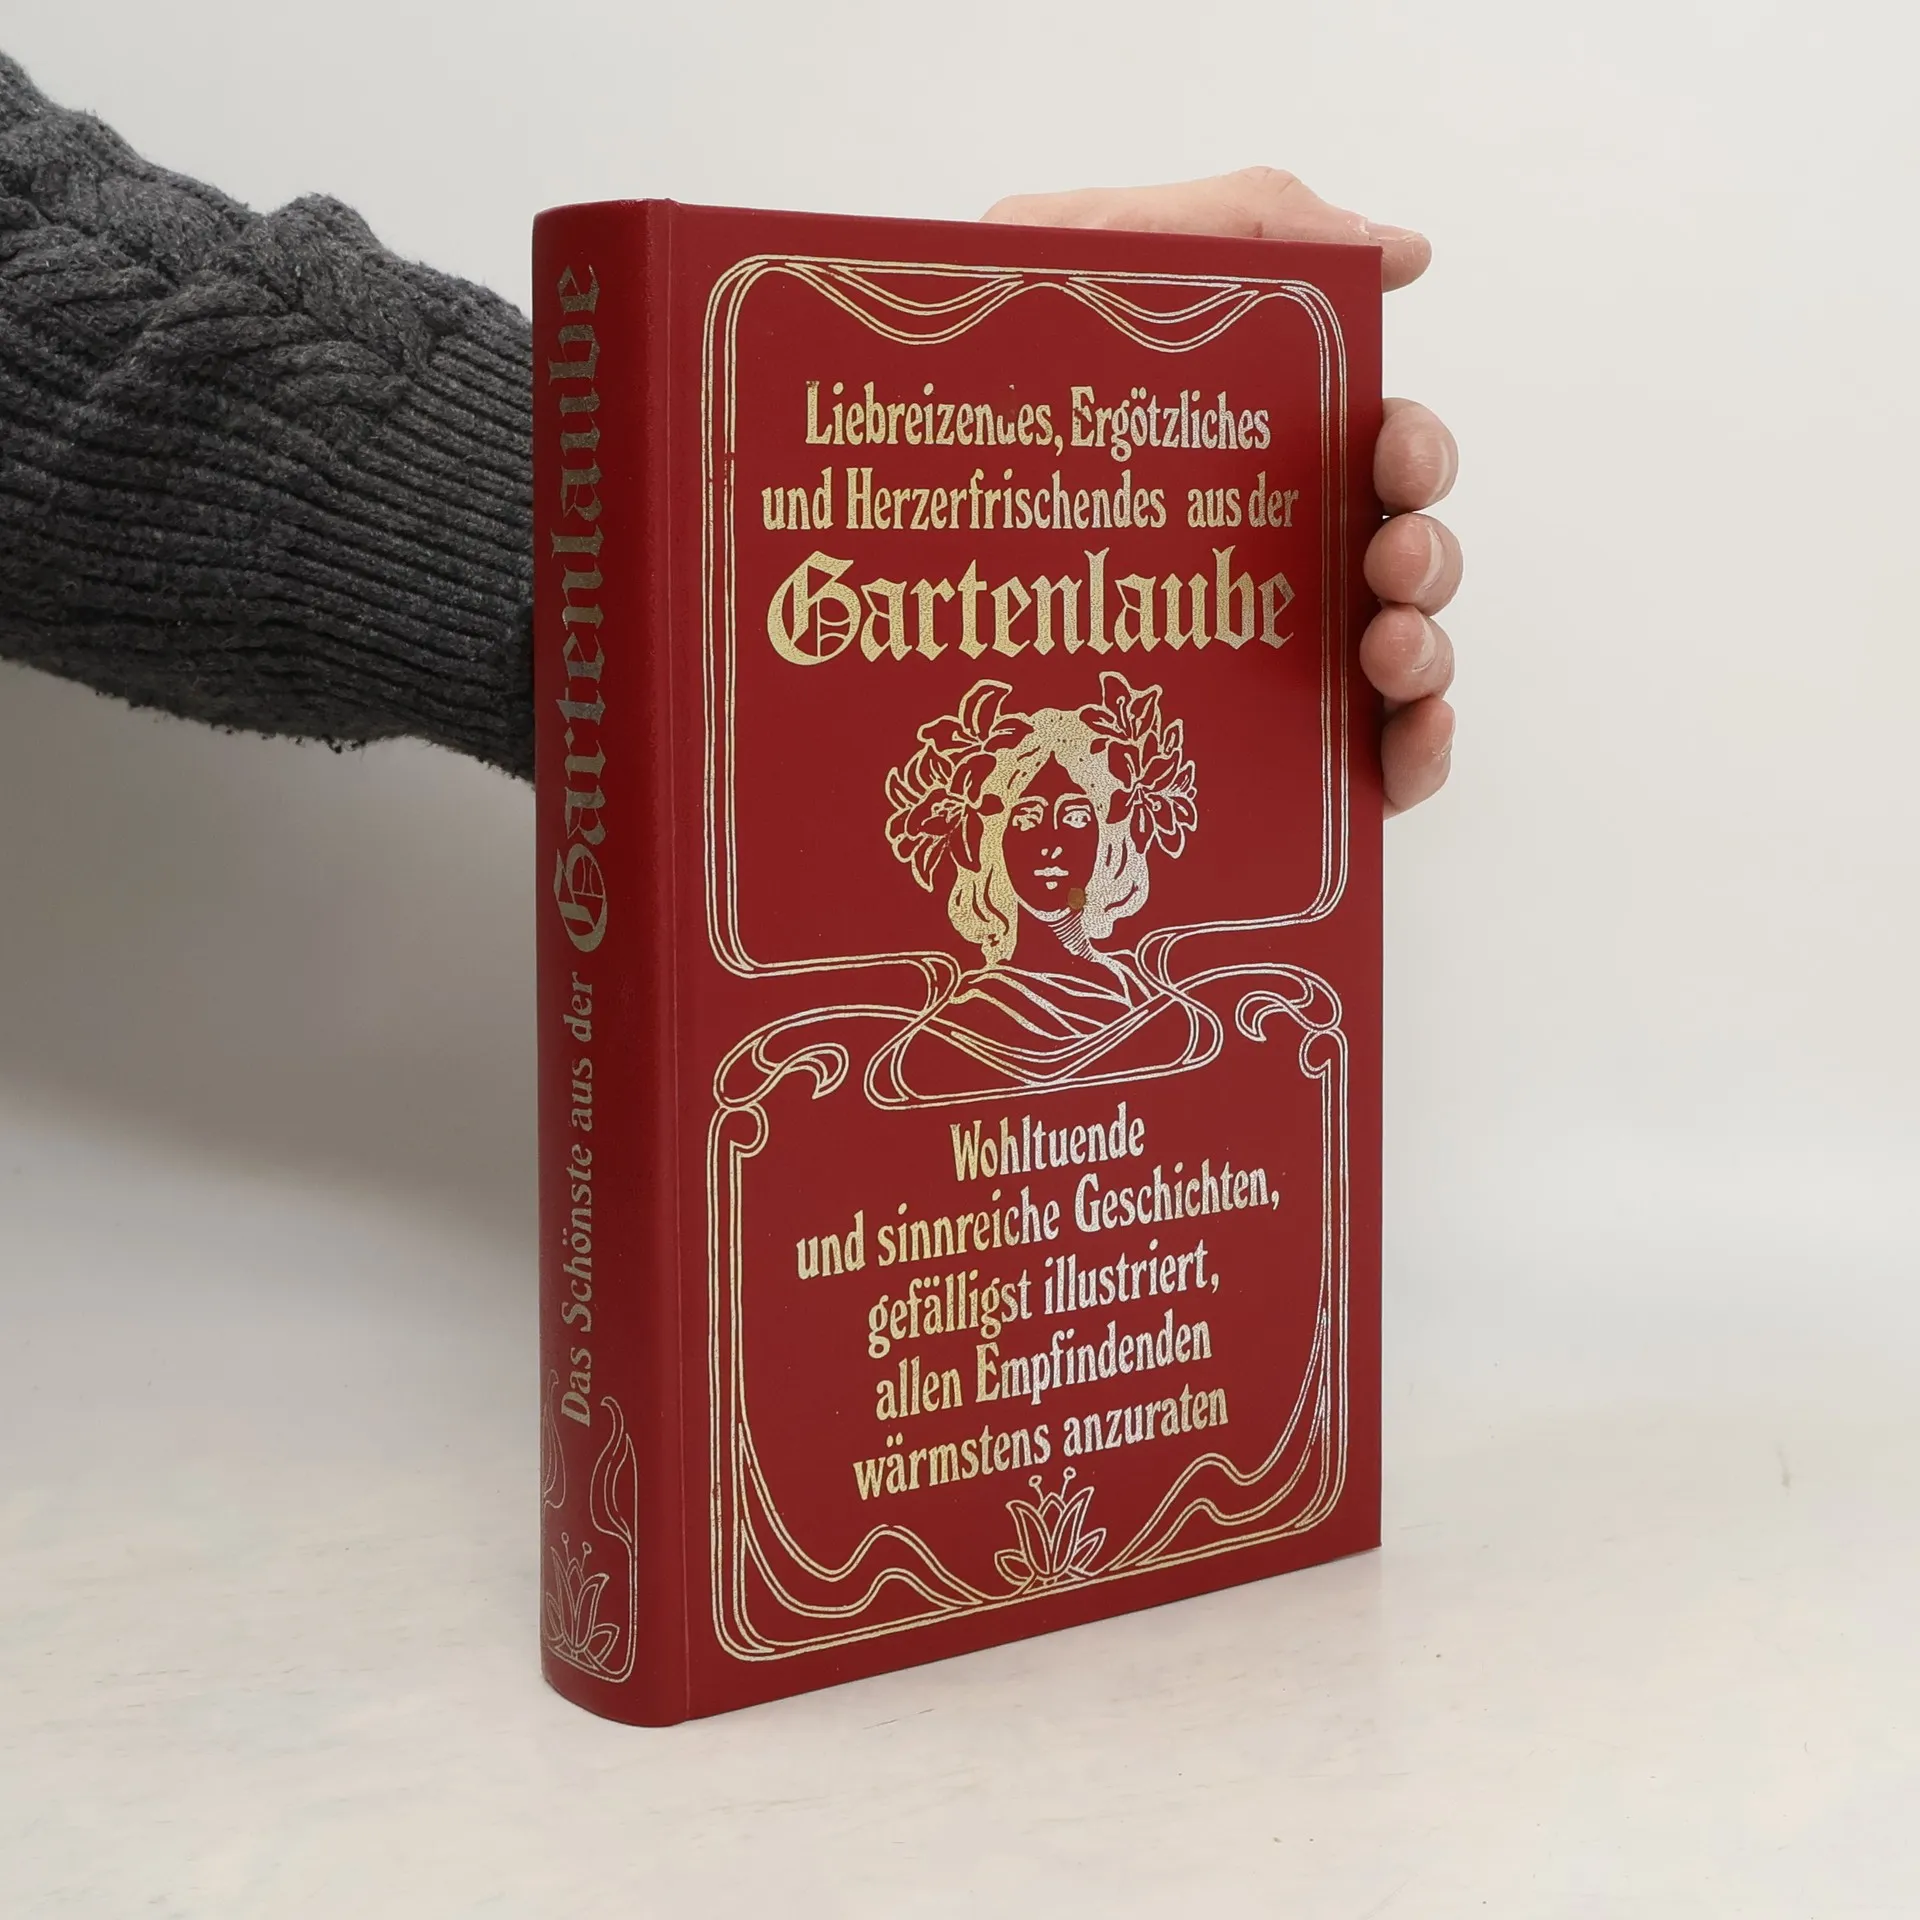 Das Schönste aus der Gartenlaube
Liebreizendes, Ergötzliches
und Herzerfrischendes aus der
Gartenlaube
Wohltuende
und sinnreiche Geschichten,
gefälligst illustriert,
allen Empfindenden
wärmstens anzuraten